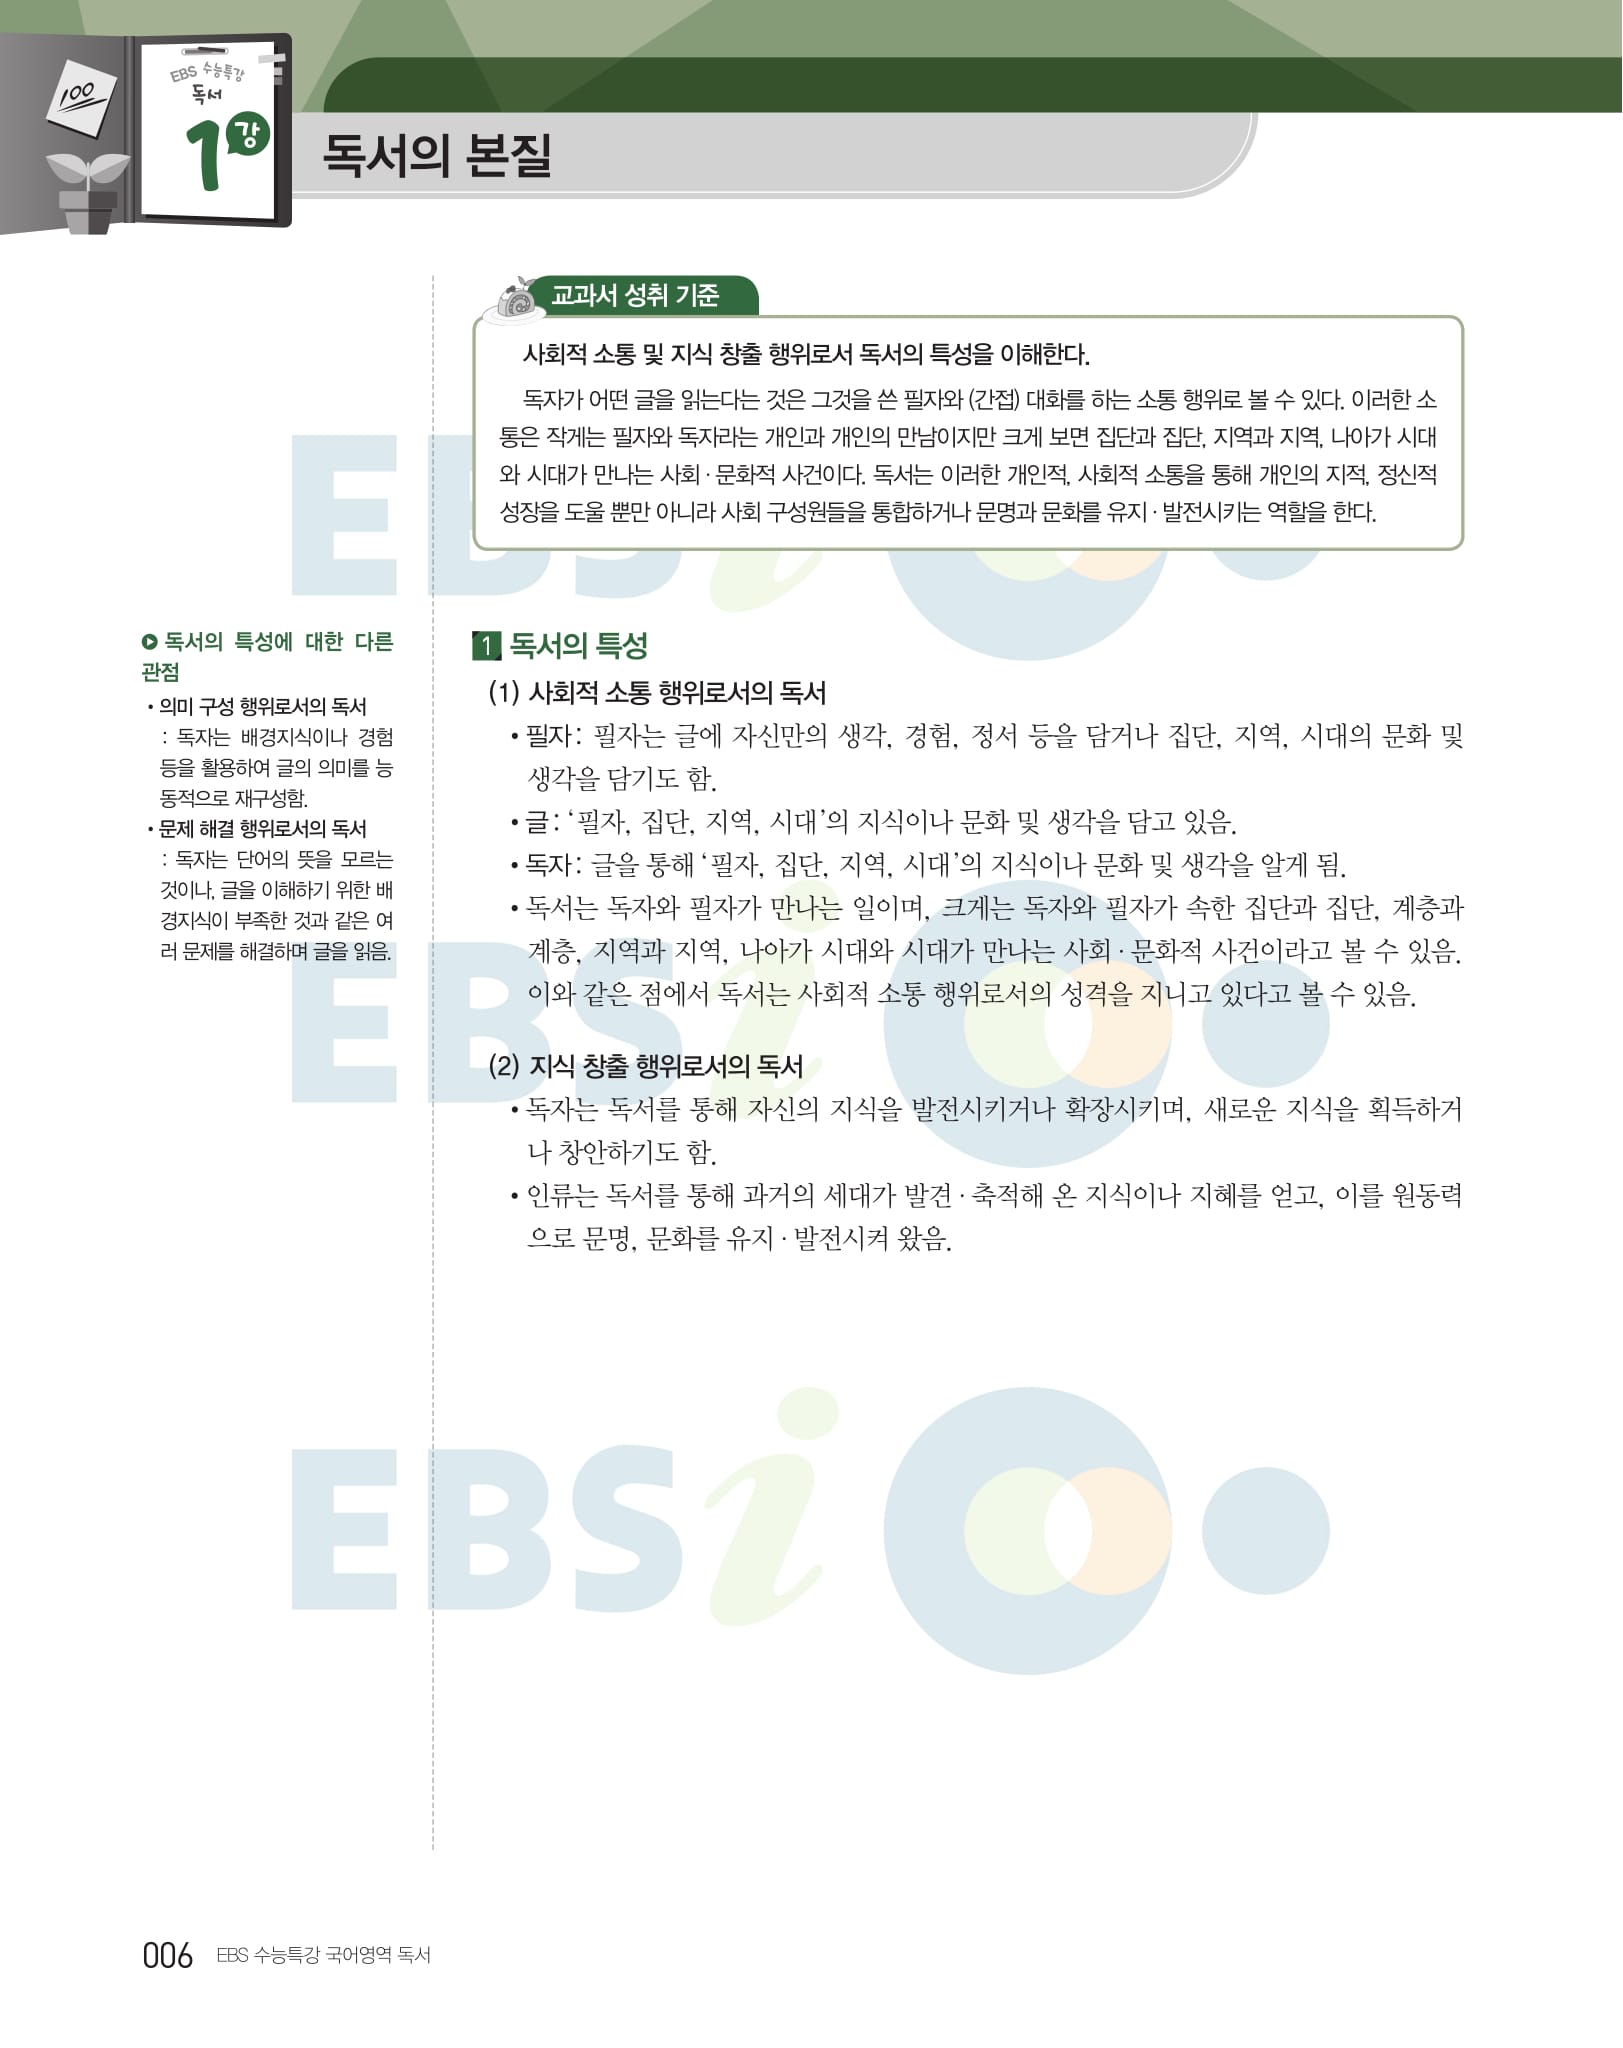 100
EBS 수능특강
독서
1강
독서의 본질
교과서 성취 기준
사회적 소통 및 지식 창출 행위로서 독서의 특성을 이해한다.
독자가 어떤 글을 읽는다는 것은 그것을 쓴 필자와 (간접) 대화를 하는 소통 행위로 볼 수 있다. 이러한 소
통은 작게는 필자와 독자라는 개인과 개인의 만남이지만 크게 보면 집단과 집단, 지역과 지역, 나아가 시대
와 시대가 만나는 사회·문화적 사건이다. 독서는 이러한 개인적, 사회적 소통을 통해 개인의 지적, 정신적
성장을 도울 뿐만 아니라 사회 구성원들을 통합하거나 문명과 문화를 유지·발전시키는 역할을 한다.
독서의 특성에 대한 다른
관점
• 의미 구성 행위로서의 독서
: 독자는 배경지식이나 경험
등을 활용하여 글의 의미를 능
동적으로 재구성함.
• 문제 해결 행위로서의 독서
: 독자는 단어의 뜻을 모르는
것이나, 글을 이해하기 위한 배
경지식이 부족한 것과 같은 여
러 문제를 해결하며 글을 읽음.
1 독서의 특성
(1) 사회적 소통 행위로서의 독서
• 필자: 필자는 글에 자신만의 생각, 경험, 정서 등을 담거나 집단, 지역, 시대의 문화 및
생각을 담기도 함.
• 글: ‘필자, 집단, 지역, 시대’의 지식이나 문화 및 생각을 담고 있음.
• 독자: 글을 통해 ‘필자, 집단, 지역, 시대’의 지식이나 문화 및 생각을 알게 됨.
• 독서는 독자와 필자가 만나는 일이며, 크게는 독자와 필자가 속한 집단과 집단, 계층과
계층, 지역과 지역, 나아가 시대와 시대가 만나는 사회·문화적 사건이라고 볼 수 있음.
이와 같은 점에서 독서는 사회적 소통 행위로서의 성격을 지니고 있다고 볼 수 있음.
(2) 지식 창출 행위로서의 독서
• 독자는 독서를 통해 자신의 지식을 발전시키거나 확장시키며, 새로운 지식을 획득하거
나 창안하기도 함.
• 인류는 독서를 통해 과거의 세대가 발견·축적해 온 지식이나 지혜를 얻고, 이를 원동력
으로 문명, 문화를 유지·발전시켜 왔음.
EBSi
EBSi
EBSi
006 EBS 수능특강 국어영역 독서